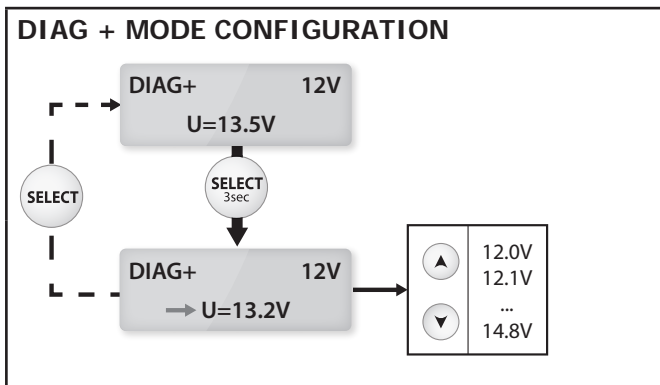 DIAG + MODE CONFIGURATION
DIAG+ 12V
U=13.5V
SELECT
SELECT
3sec
DIAG+ 12V
U=13.2V
12.0V
12.1V
...
14.8V